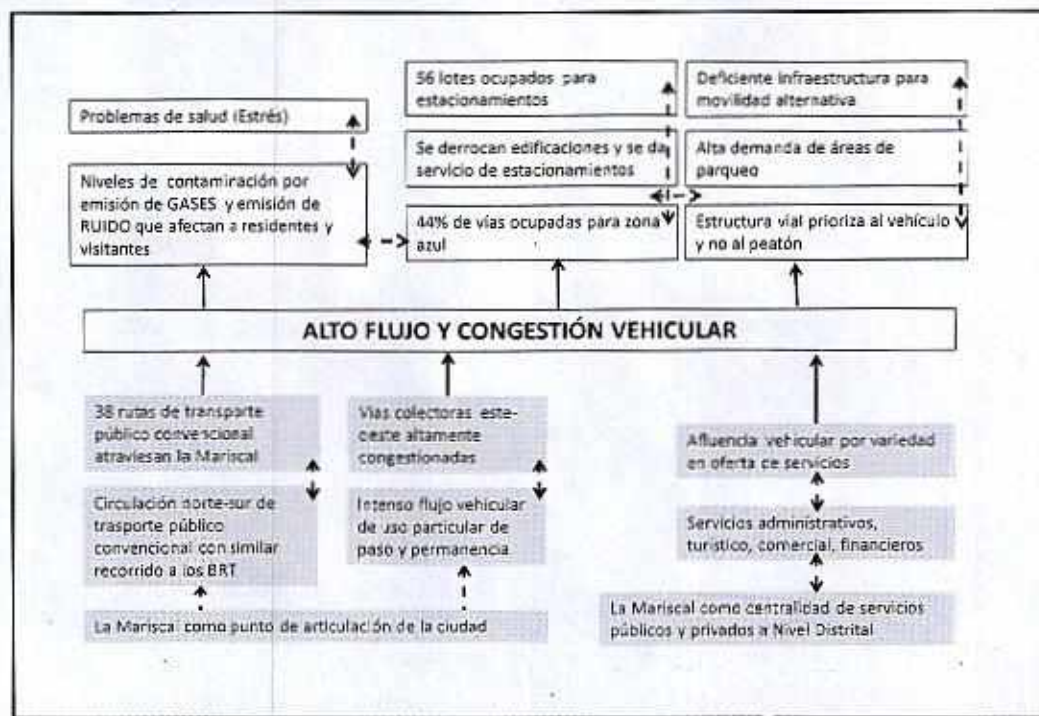 56 lotes ocupados para
estacionamientos
Deficiente infraestructura para
movilidad alternativa
Problemas de salud (Estrés)
Se derrocan edificaciones y se da
servicio de estacionamientos
Alta demanda de áreas de
parqueo
Niveles de contamiración por
emisión de GASES y emisión de
RUIDO que afectan a residentes y
visitantes
44% de vías ocupadas para zona
azul
Estructura vial prioriza al vehículo
y no al peatón
ALTO FLUJO Y CONGESTIÓN VEHICULAR
38 rutas de transporte
público convencional
atraviesan la Mariscal
Vías colectoras este-
oeste altamente
congestionadas
Afluencia vehicular por variedad
en oferta de servicios
Circulación norte-sur de
trasporte público
convencional con similar
recorrido a los BRT
Intenso flujo vehicular
de uso particular de
paso y permanencia
Servicios administrativos,
turístico, comercial, financieros
La Mariscal como punto de articulación de la ciudad
La Mariscal como centralidad de servicios
públicos y privados a Nivel Distrital